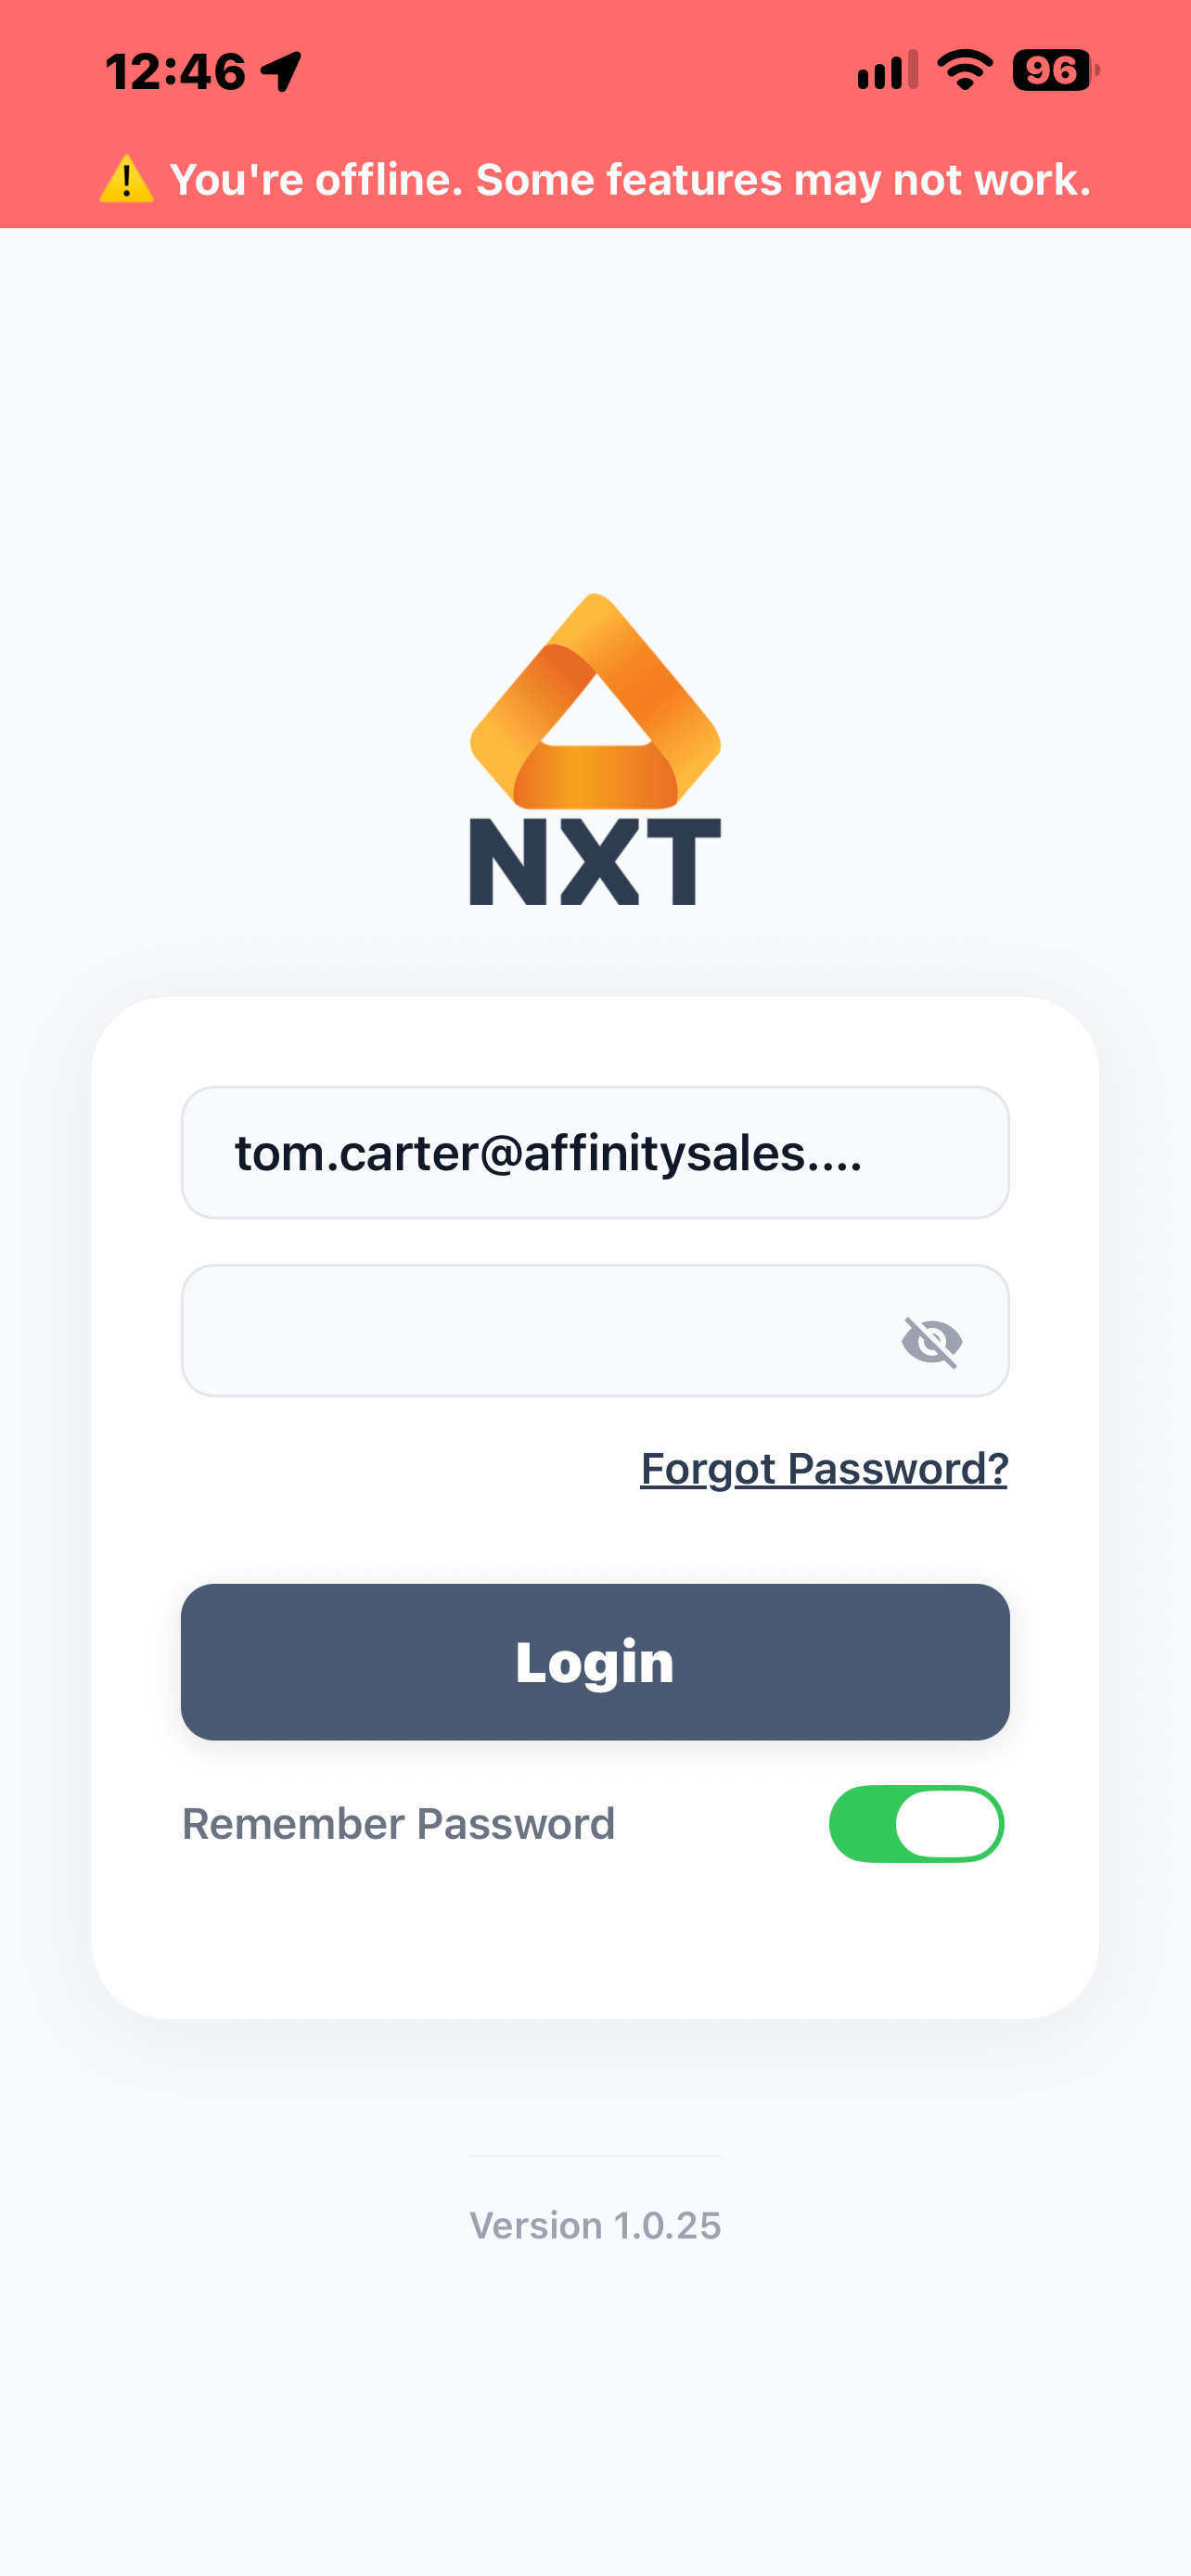 12:46
96
⚠️ You're offline. Some features may not work.
NXT
tom.carter@affinitysales....
Forgot Password?
Login
Remember Password
Version 1.0.25